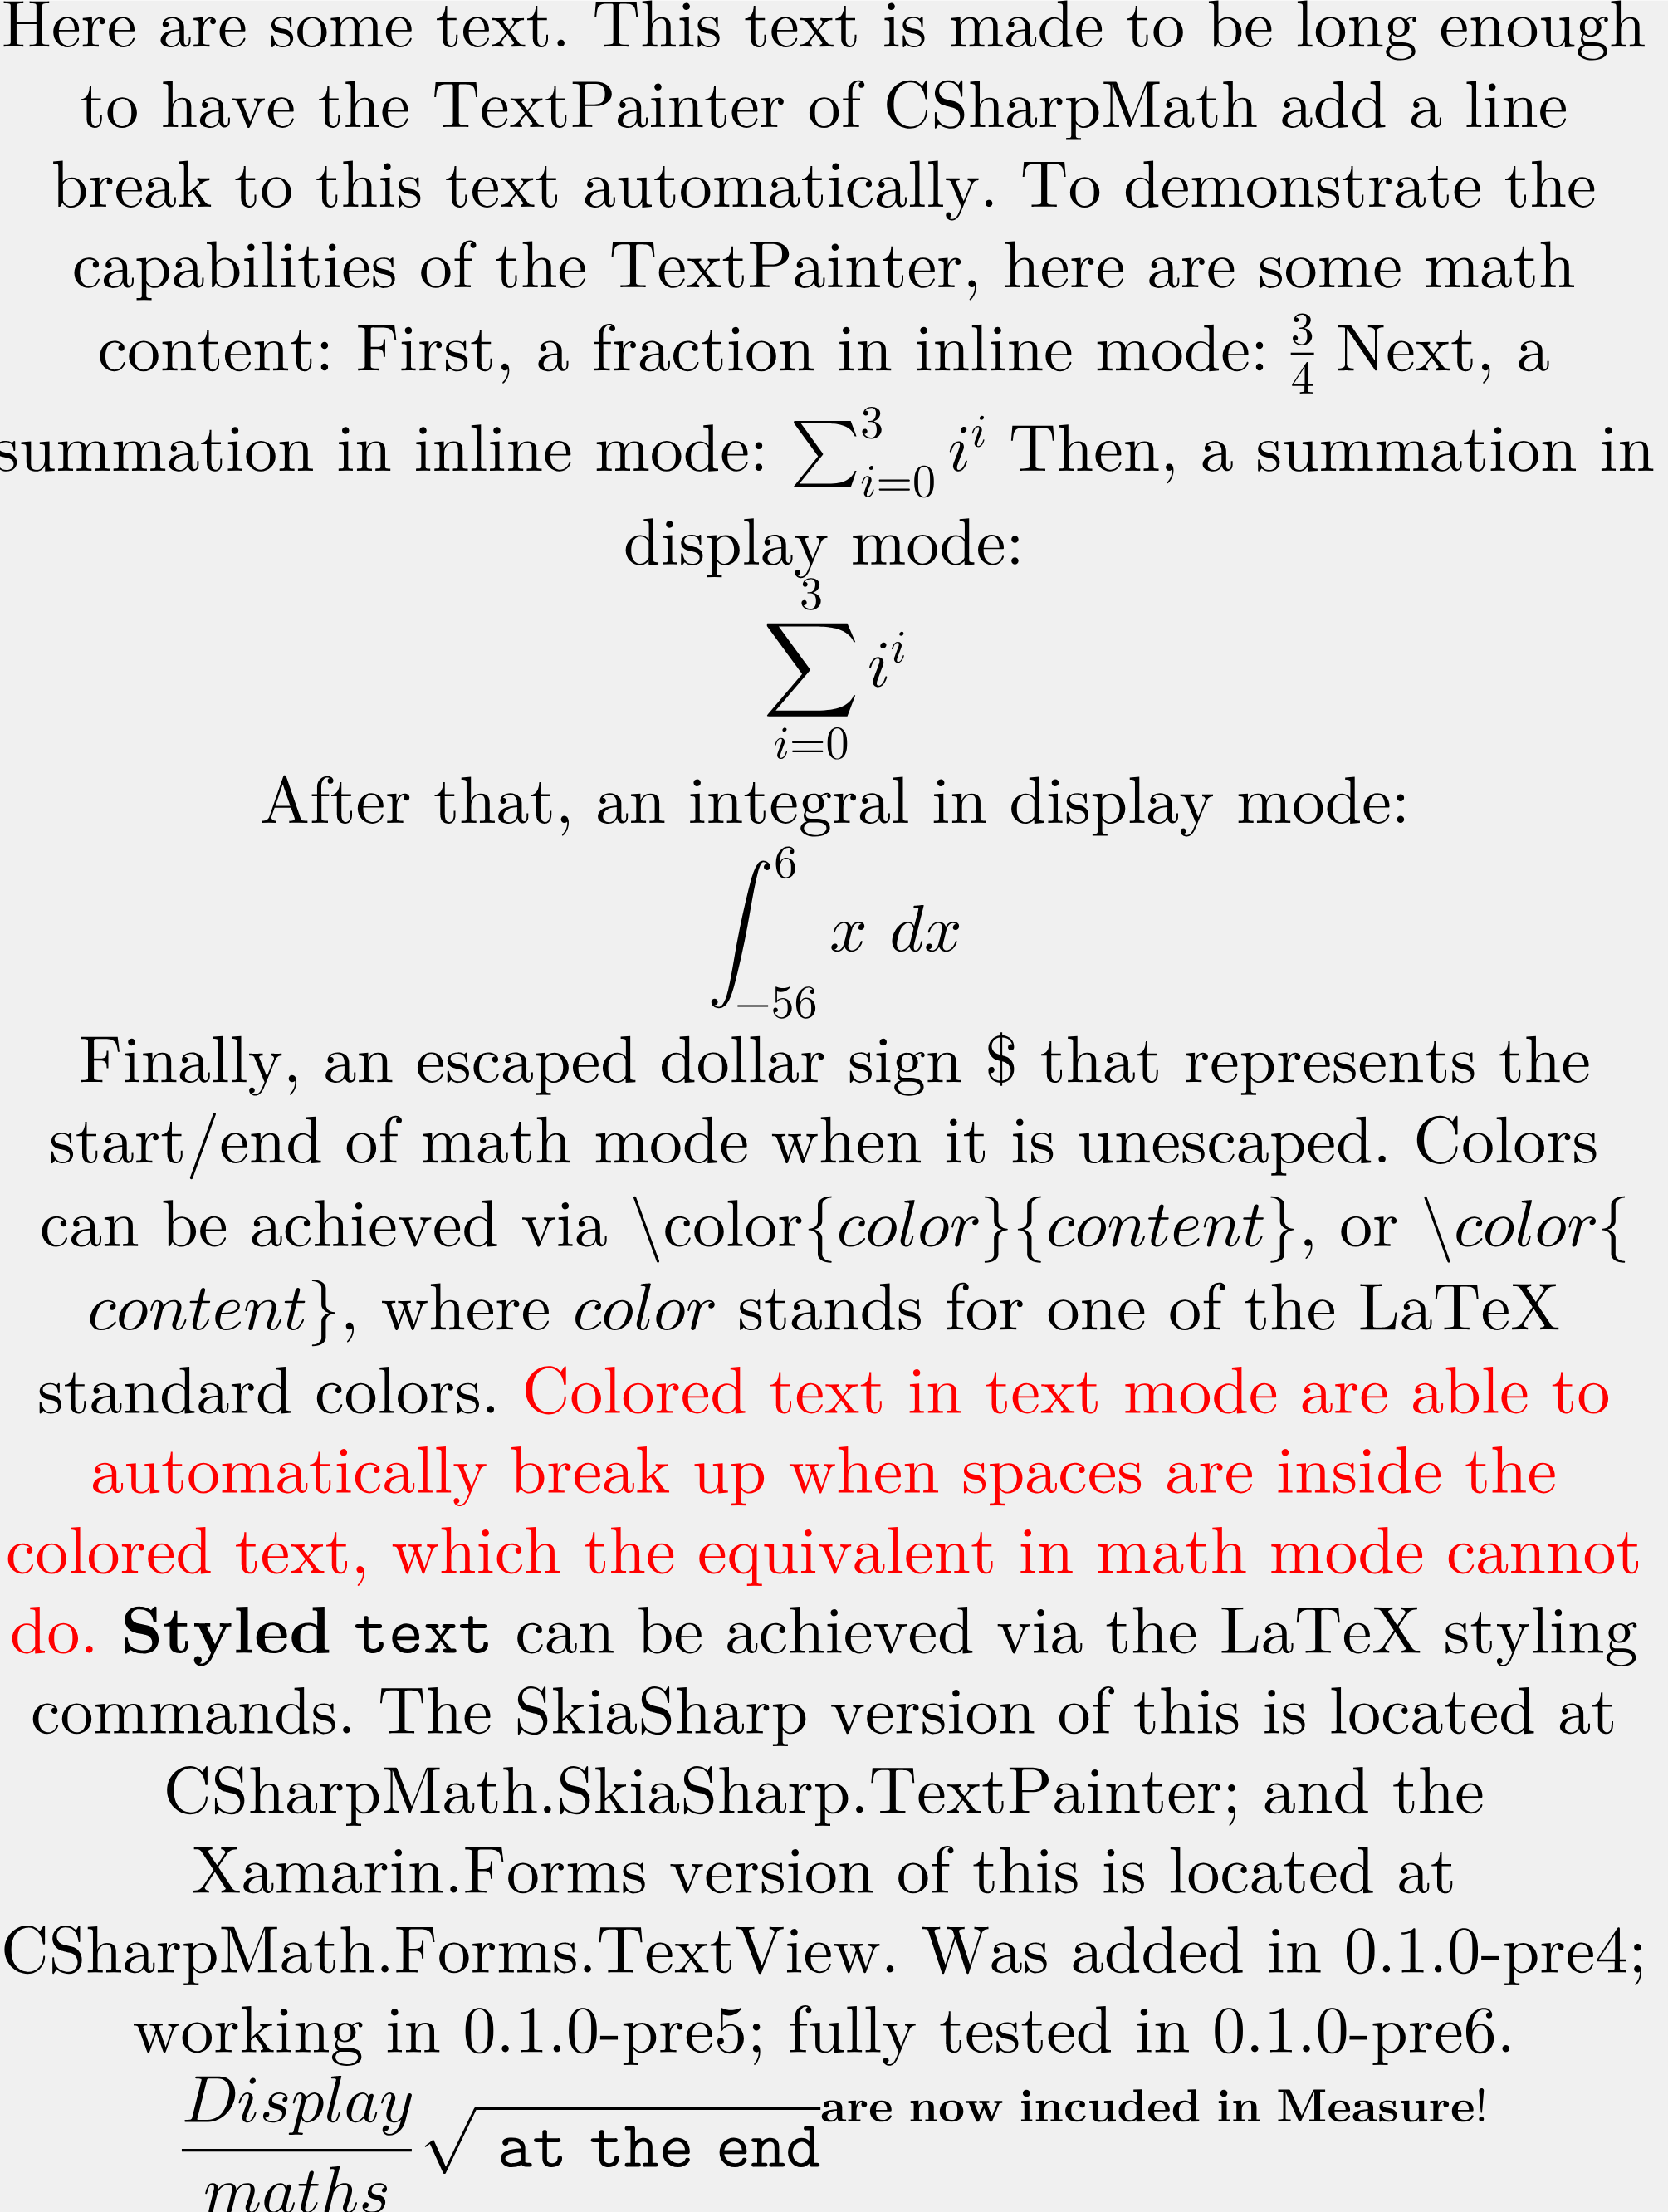 Here are some text. This text is made to be long enough
to have the TextPainter of CSharpMath add a line
break to this text automatically. To demonstrate the
capabilities of the TextPainter, here are some math
content: First, a fraction in inline mode: $\frac{3}{4}$ Next, a
summation in inline mode: $\sum_{i=0}^{3} i^i$ Then, a summation in
display mode:
$$\sum_{i=0}^{3} i^i$$
After that, an integral in display mode:
$$\int_{-56}^{6} x \ dx$$
Finally, an escaped dollar sign $ that represents the
start/end of math mode when it is unescaped. Colors
can be achieved via \color{color}{content}, or \color{
content}, where color stands for one of the LaTeX
standard colors. Colored text in text mode are able to
automatically break up when spaces are inside the
colored text, which the equivalent in math mode cannot
do. Styled text can be achieved via the LaTeX styling
commands. The SkiaSharp version of this is located at
CSharpMath.SkiaSharp.TextPainter; and the
Xamarin.Forms version of this is located at
CSharpMath.Forms.TextView. Was added in 0.1.0-pre4;
working in 0.1.0-pre5; fully tested in 0.1.0-pre6.
$$\frac{Display}{maths} \sqrt{\texttt{ at the end}}^{\textbf{are now incuded in Measure!}}$$